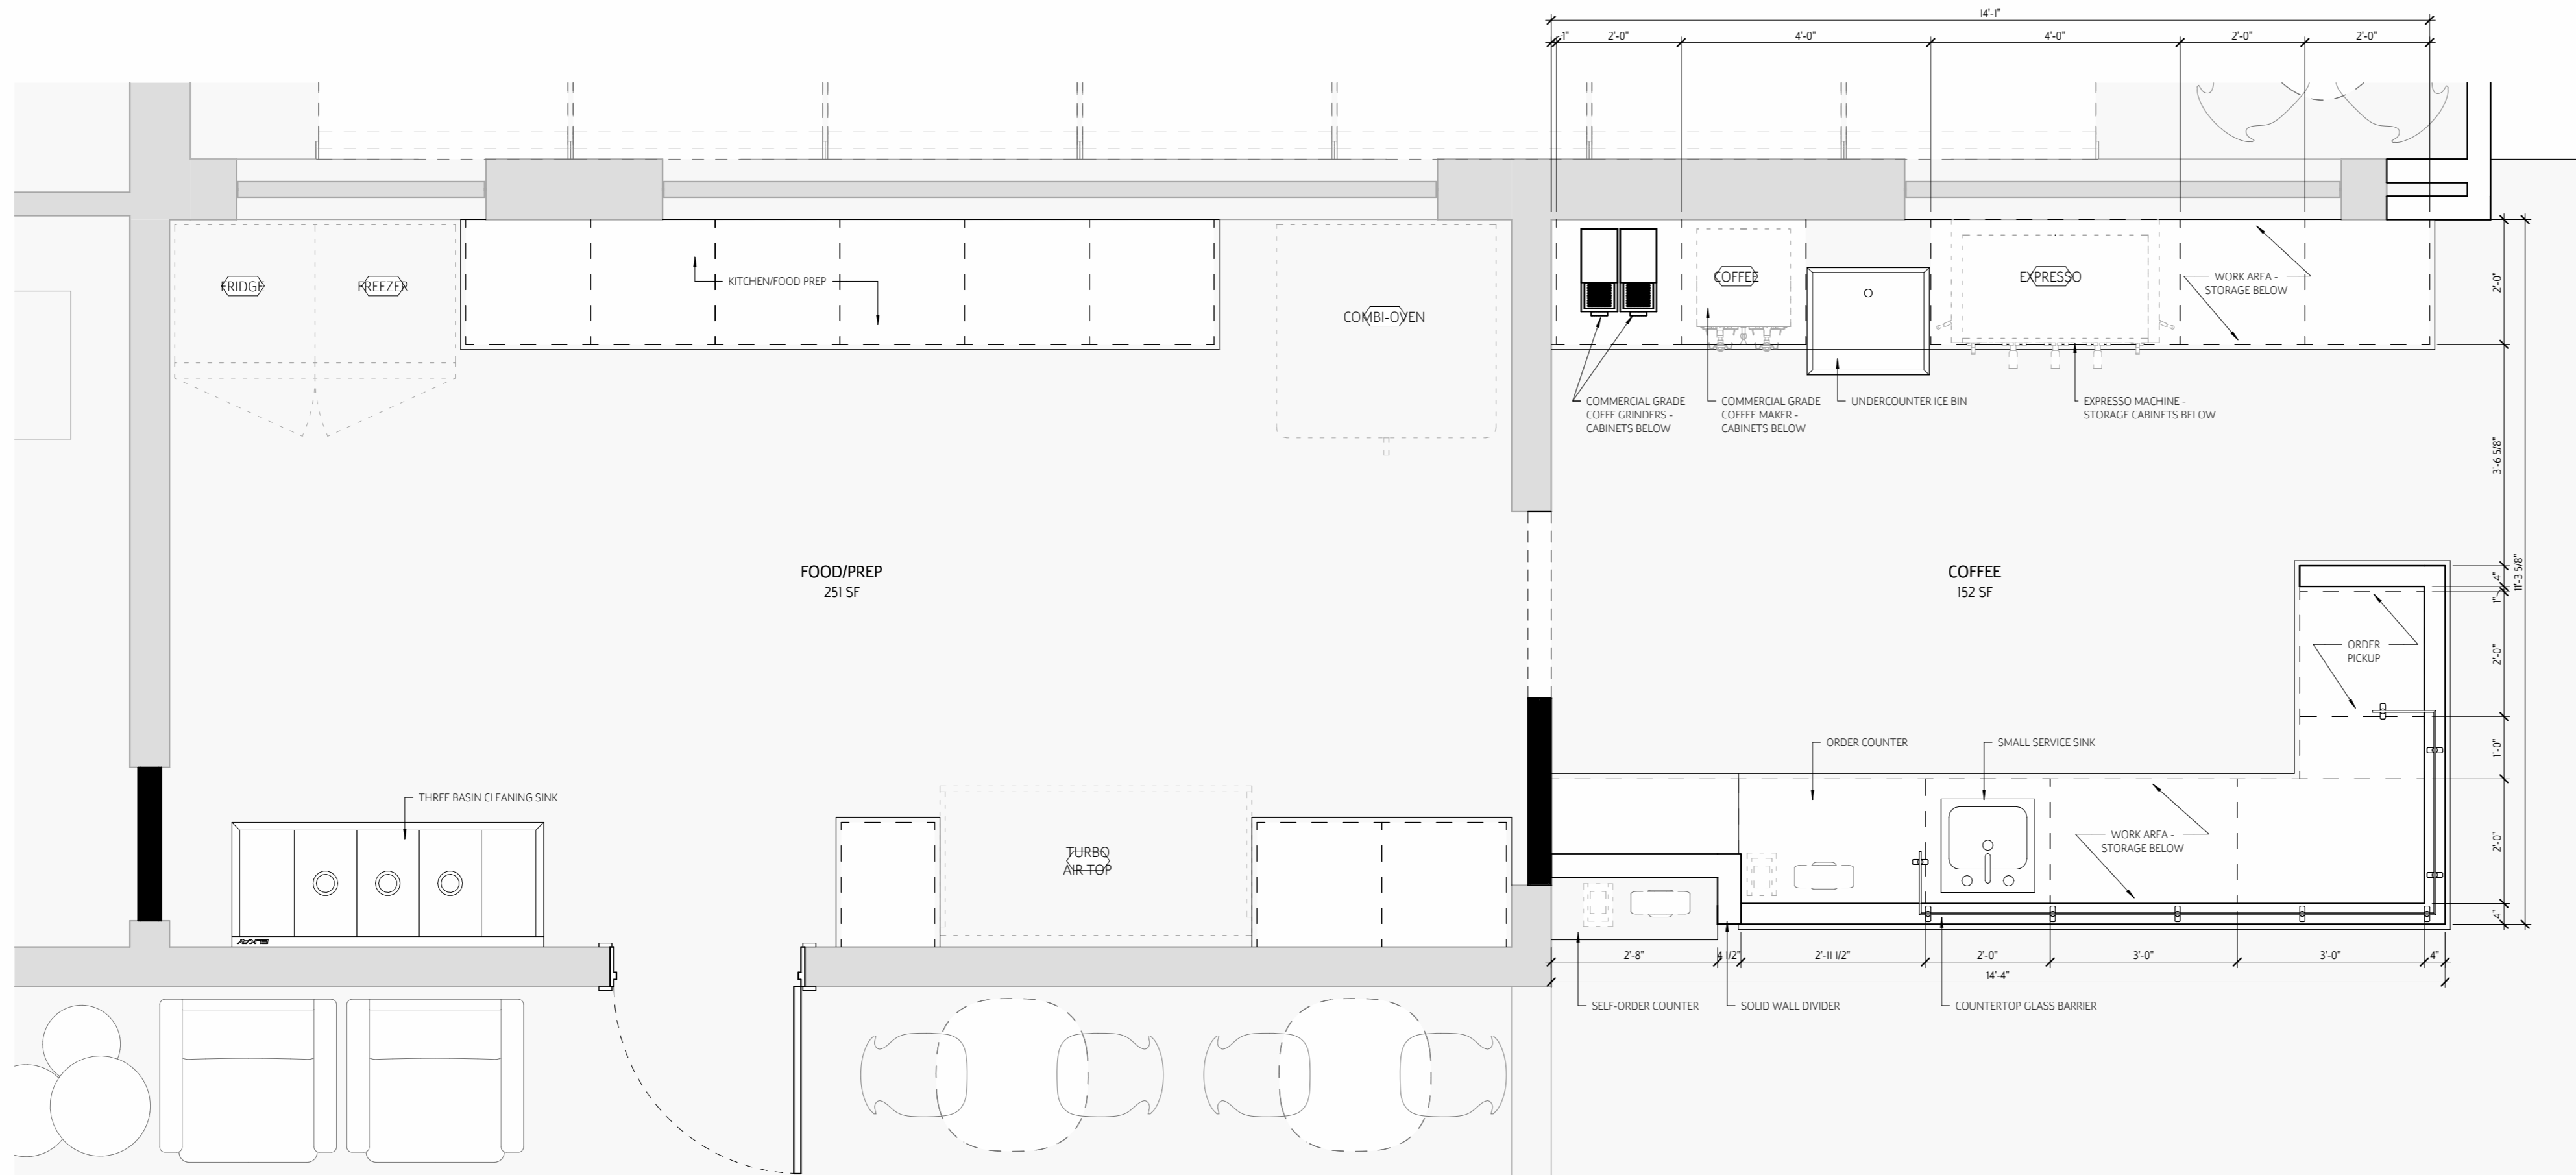 14'-1"
1"
2'-0"
4'-0"
4'-0"
2'-0"
2'-0"
FRIDGE
FREEZER
KITCHEN/FOOD PREP
COMBI-OVEN
COFFEE
EXPRESSO
WORK AREA -
STORAGE BELOW
2'-0"
COMMERCIAL GRADE
COFFE GRINDERS -
CABINETS BELOW
COMMERCIAL GRADE
COFFEE MAKER -
CABINETS BELOW
UNDERCOUNTER ICE BIN
EXPRESSO MACHINE -
STORAGE CABINETS BELOW
3'-6 5/8"
FOOD/PREP
251 SF
COFFEE
152 SF
4"
1"
11'-3 5/8"
ORDER
PICKUP
2'-0"
ORDER COUNTER
SMALL SERVICE SINK
1'-0"
THREE BASIN CLEANING SINK
TURBO
AIR TOP
WORK AREA -
STORAGE BELOW
2'-0"
4"
2'-8"
4 1/2"
2'-11 1/2"
2'-0"
3'-0"
3'-0"
4"
14'-4"
SELF-ORDER COUNTER
SOLID WALL DIVIDER
COUNTERTOP GLASS BARRIER